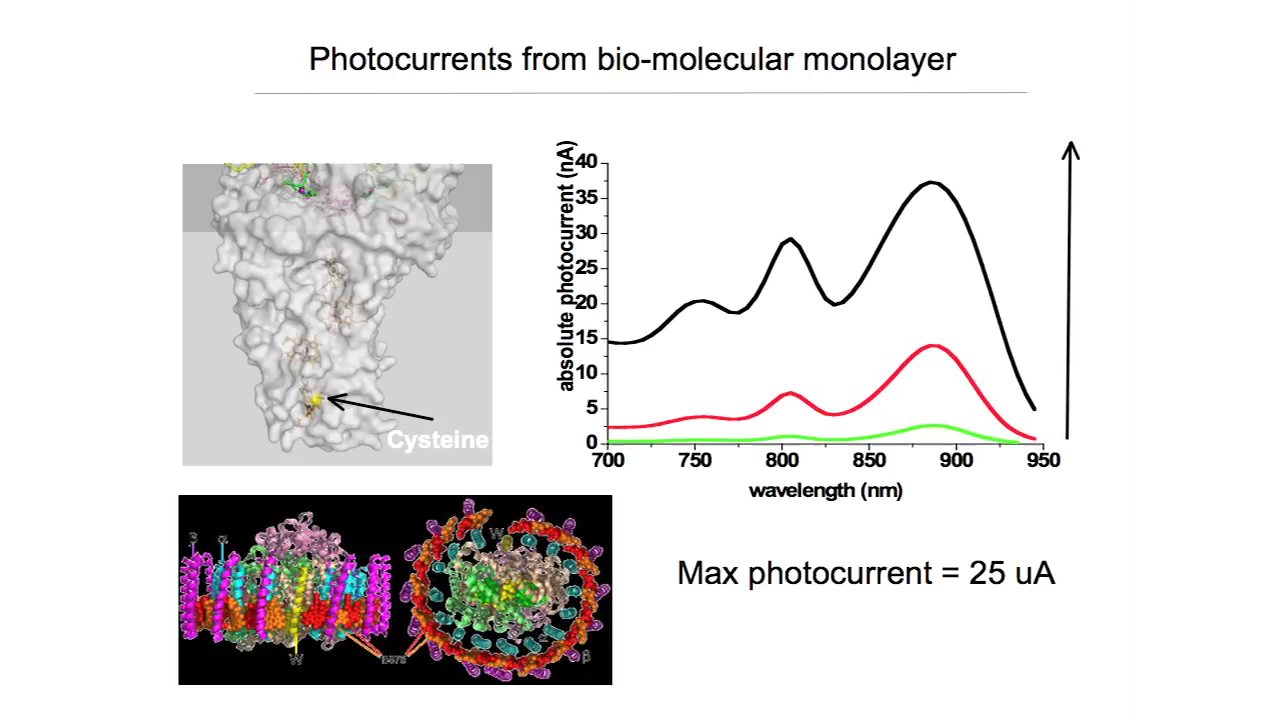 Photocurrents from bio-molecular monolayer
Cysteine
absolute photocurrent (nA)
40
35
30
25
20
15
10
5
0
700 750 800 850 900 950
wavelength (nm)
β α W
W α β
Max photocurrent = 25 uA